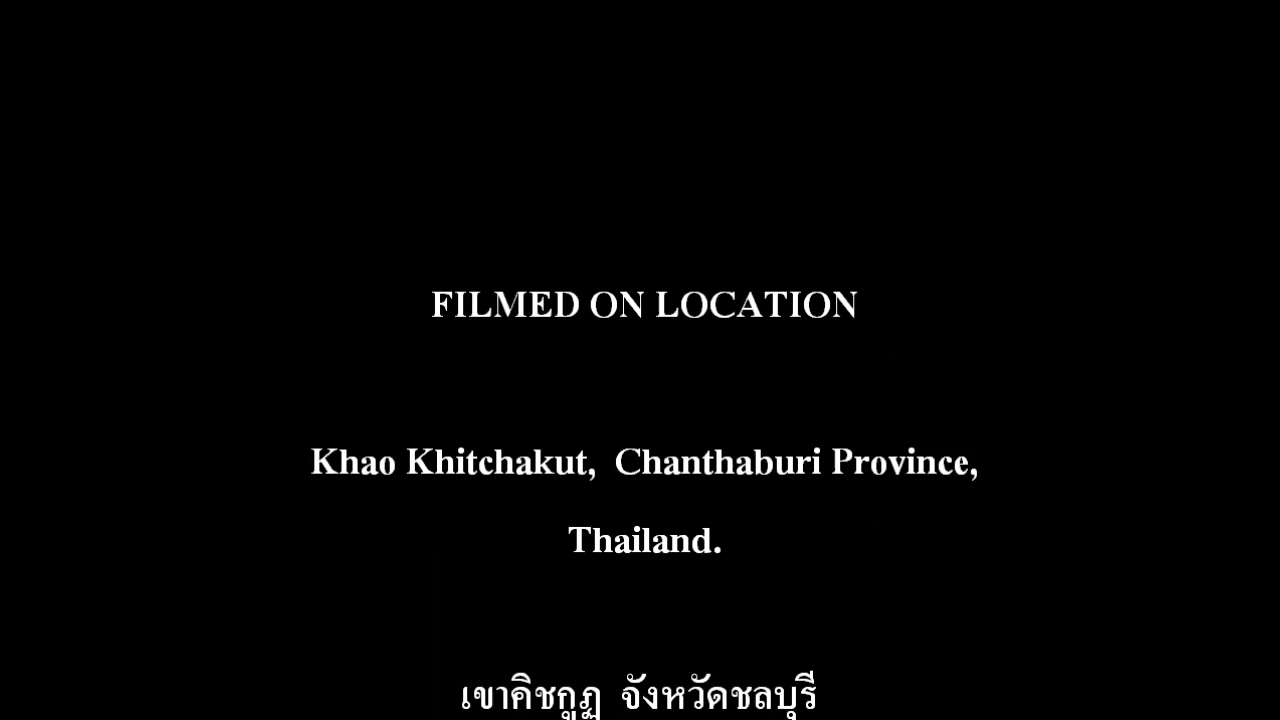 FILMED ON LOCATION
Khao Khitchakut, Chanthaburi Province,
Thailand.
เขาคิชกูฏ จังหวัดชลบุรี